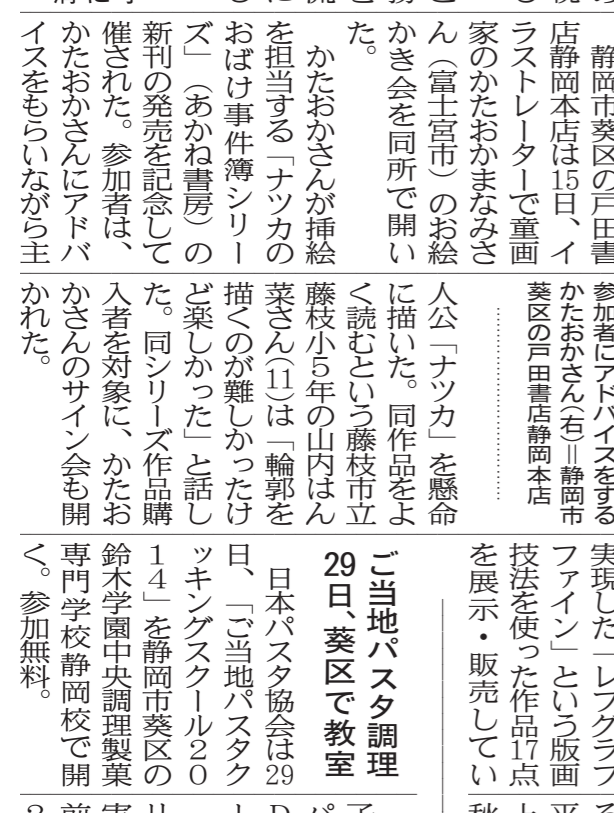 静岡市葵区の戸田書
店静岡本店は15日、イ
ラストレーターで童画
家のかたおかまなみさ
ん（富士宮市）のお絵
かき会を同所で開い
た。
かたおかさんが挿絵
を担当する「ナツカの
おばけ事件簿シリー
ズ」（あかね書房）の
新刊の発売を記念して
催された。参加者は、
かたおかさんにアドバ
イスをもらいながら主
参加者にアドバイスをする
かたおかさん(右)＝静岡市
葵区の戸田書店静岡本店
人公「ナツカ」を懸命
に描いた。同作品をよ
く読むという藤枝市立
藤枝小５年の山内はん
菜さん(11)は「輪郭を
描くのが難しかったけ
ど楽しかった」と話し
た。同シリーズ作品購
入者を対象に、かたお
かさんのサイン会も開
かれた。
ファイン」という版画
技法を使った作品17点
を展示・販売してい
ご当地パスタ調理
29日、葵区で教室
日本パスタ協会は29
日、「ご当地パスタク
ッキングスクール２０
１４」を静岡市葵区の
鈴木学園中央調理製菓
専門学校静岡校で開
く。参加無料。